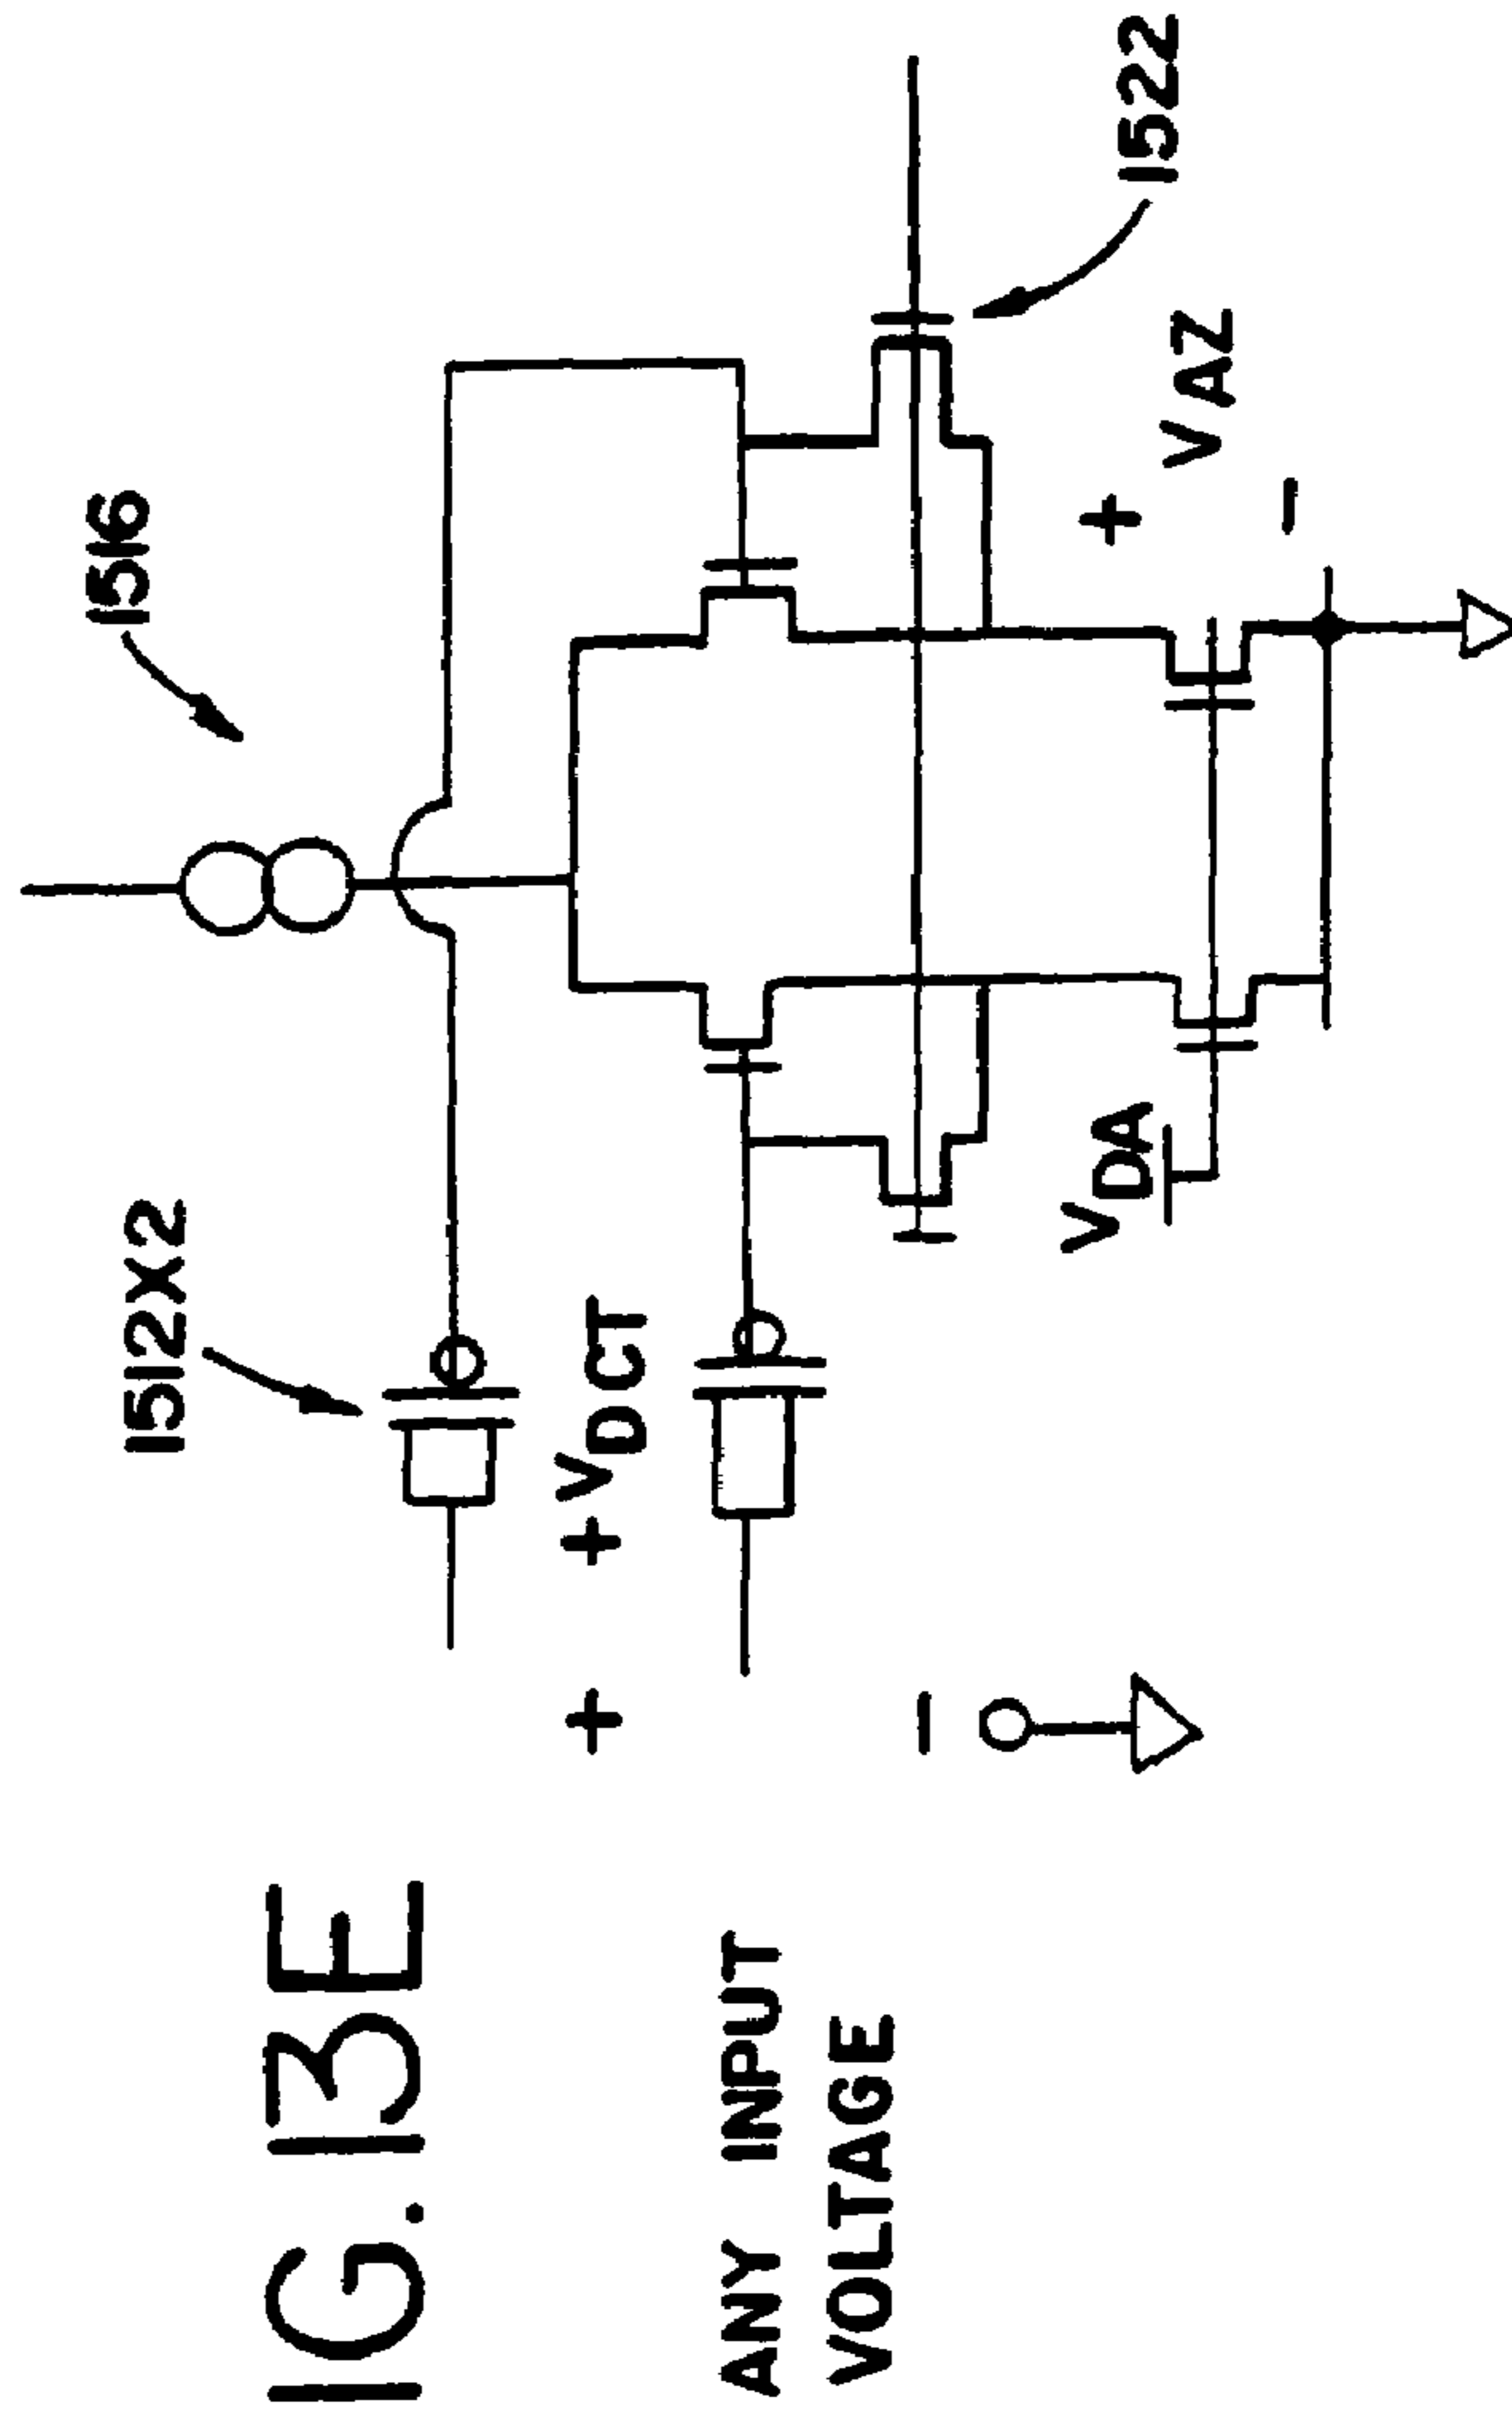 IG. 13E
1512X2
1516
1522
+ VDCT
+
−
ANY INPUT
VOLTAGE
VDA
+
VAZ
−